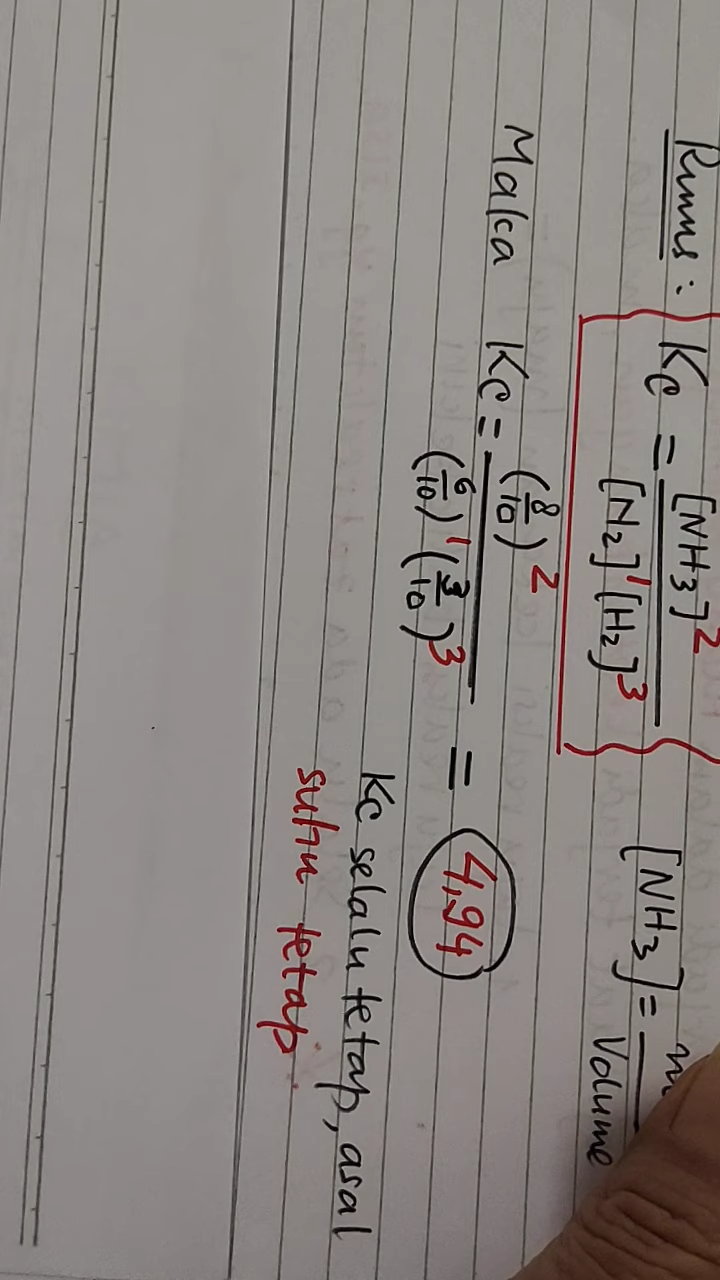 Rumus : Kc = [NH3]² / [N2]¹ [H2]³ [NH3] =
Volume
Maka Kc = (8/10)² / (6/10)¹ (3/10)³ = 4,94
Kc selalu tetap, asal
suhu tetap